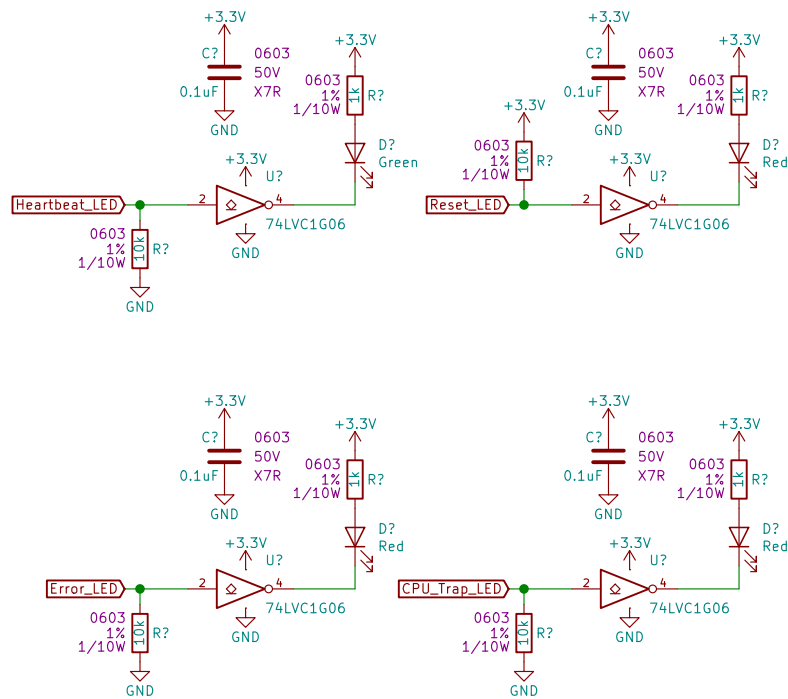 +3.3V
C?
0.1uF
0603
50V
X7R
GND
+3.3V
0603
1%
1/10W
1k
R?
D?
Green
+3.3V
U?
Heartbeat_LED
2
4
74LVC1G06
GND
0603
1%
1/10W
10k
R?
GND
+3.3V
C?
0.1uF
0603
50V
X7R
GND
+3.3V
0603
1%
1/10W
1k
R?
D?
Red
+3.3V
0603
1%
1/10W
10k
R?
+3.3V
U?
Reset_LED
2
4
74LVC1G06
GND
+3.3V
C?
0.1uF
0603
50V
X7R
GND
+3.3V
0603
1%
1/10W
1k
R?
D?
Red
+3.3V
U?
Error_LED
2
4
74LVC1G06
GND
0603
1%
1/10W
10k
R?
GND
+3.3V
C?
0.1uF
0603
50V
X7R
GND
+3.3V
0603
1%
1/10W
1k
R?
D?
Red
+3.3V
U?
CPU_Trap_LED
2
4
74LVC1G06
GND
0603
1%
1/10W
10k
R?
GND